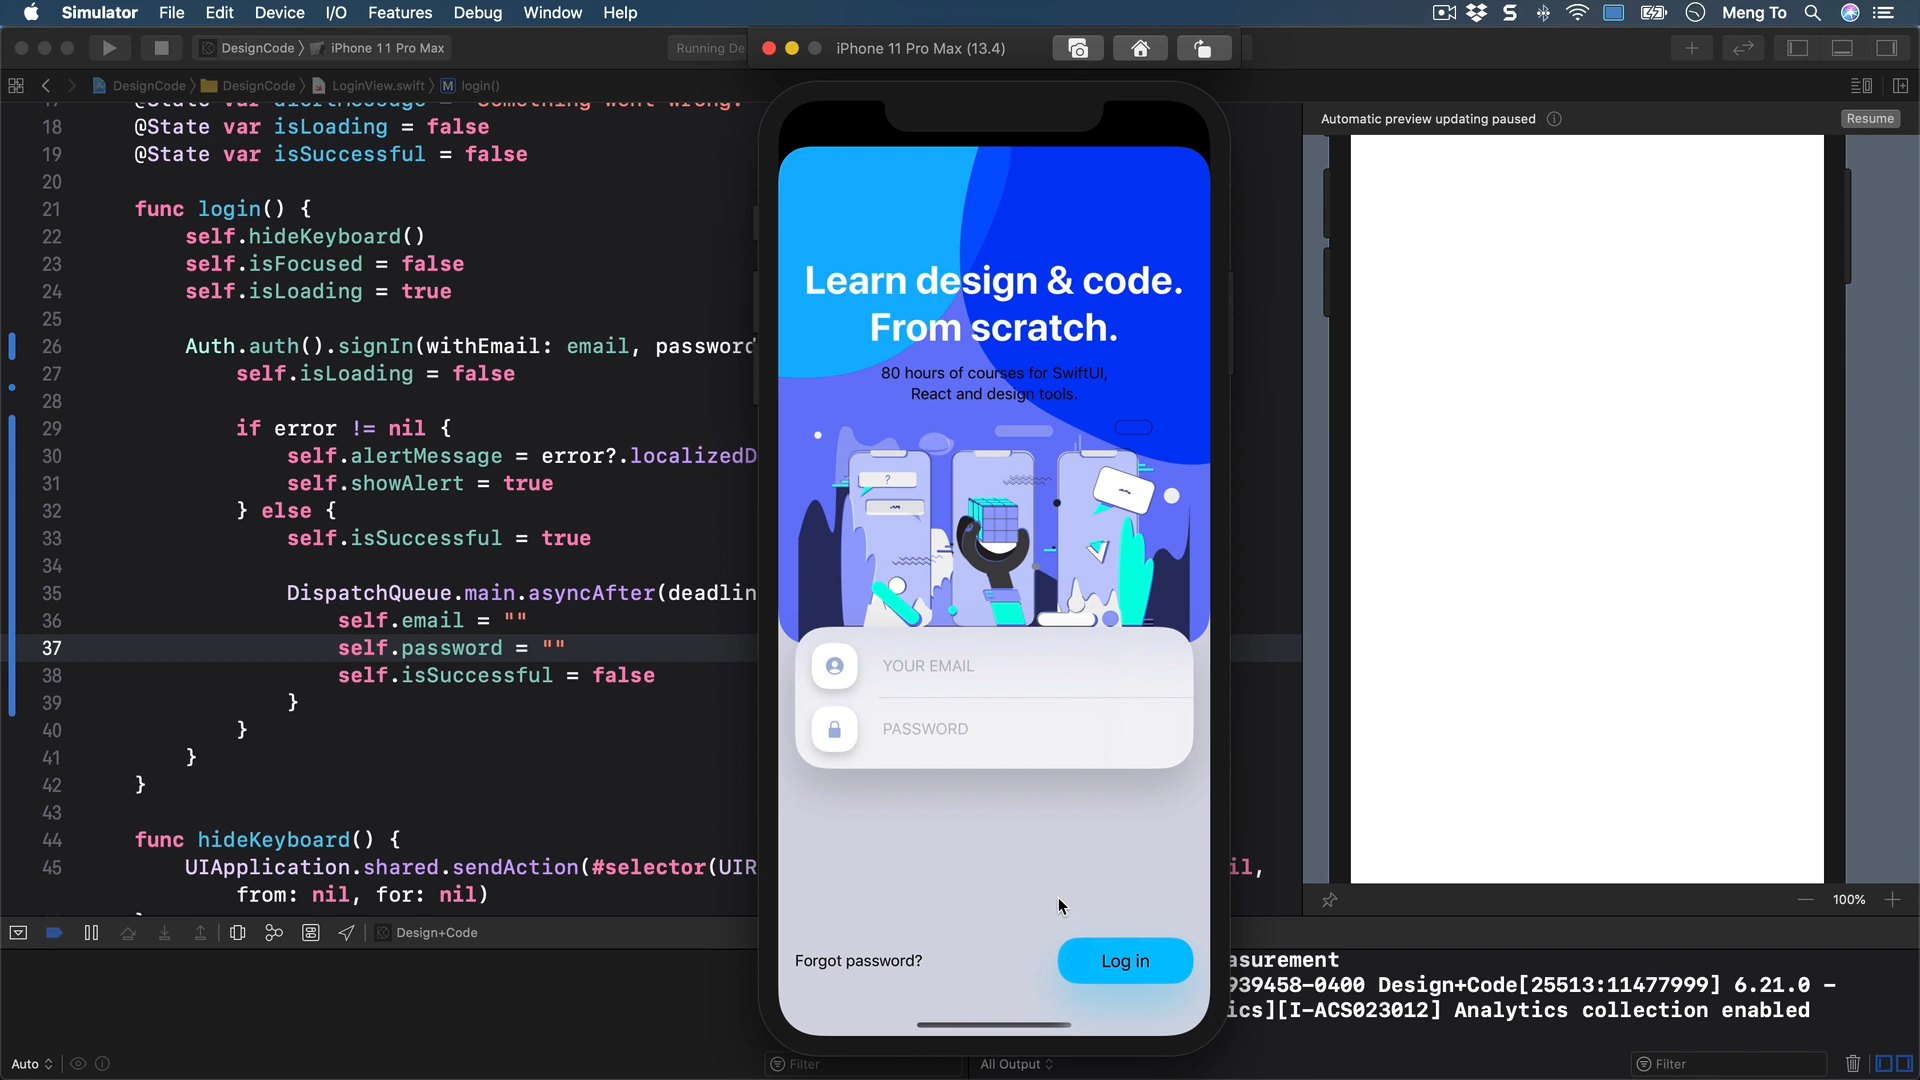 Simulator File Edit Device I/O Features Debug Window Help Meng To
DesignCode 〉 iPhone 11 Pro Max
Running De
iPhone 11 Pro Max (13.4)
DesignCode 〉 DesignCode 〉 LoginView.swift 〉 M login()
Automatic preview updating paused
Resume
18 @State var isLoading = false
19 @State var isSuccessful = false
20
21 func login() {
22 self.hideKeyboard()
23 self.isFocused = false
24 self.isLoading = true
25
26 Auth.auth().signIn(withEmail: email, password
27 self.isLoading = false
28
29 if error != nil {
30 self.alertMessage = error?.localizedD
31 self.showAlert = true
32 } else {
33 self.isSuccessful = true
34
35 DispatchQueue.main.asyncAfter(deadlin
36 self.email = ""
37 self.password = ""
38 self.isSuccessful = false
39 }
40 }
41 }
42 }
43
44 func hideKeyboard() {
45 UIApplication.shared.sendAction(#selector(UIR
il,
from: nil, for: nil)
Learn design & code.
From scratch.
80 hours of courses for SwiftUI,
React and design tools.
?
YOUR EMAIL
PASSWORD
Forgot password?
Log in
100%
Design+Code
asurement
939458-0400 Design+Code[25513:11477999] 6.21.0 -
ics][I-ACS023012] Analytics collection enabled
Auto
Filter
All Output
Filter